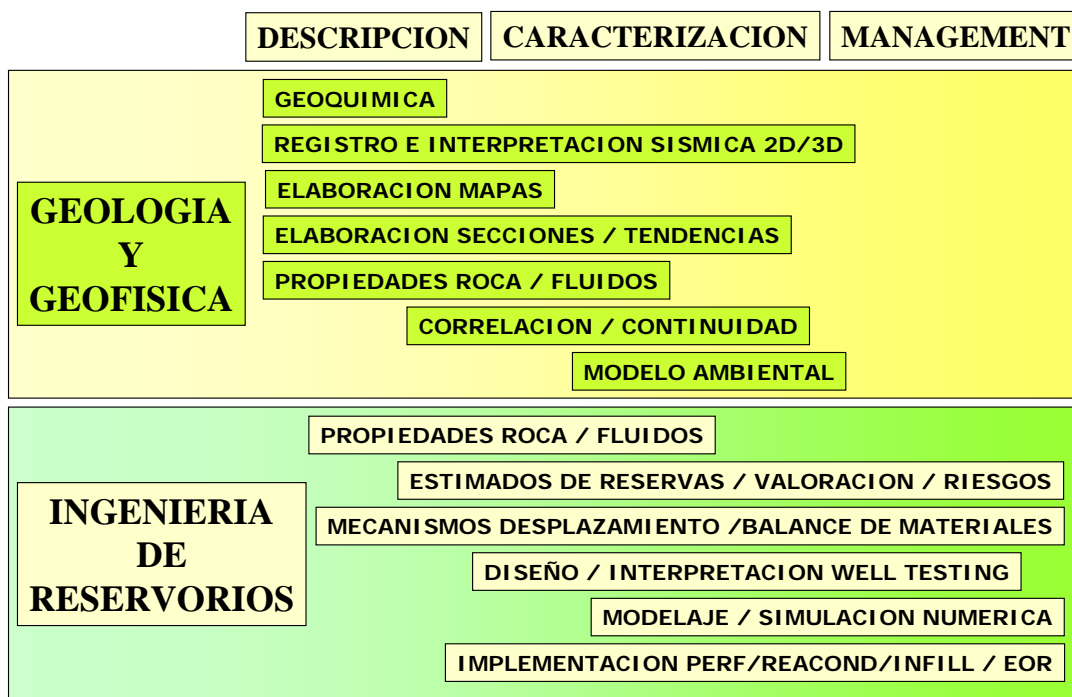 DESCRIPCION
CARACTERIZACION
MANAGEMENT
GEOLOGIA
Y
GEOFISICA
GEOQUIMICA
REGISTRO E INTERPRETACION SISMICA 2D/3D
ELABORACION MAPAS
ELABORACION SECCIONES / TENDENCIAS
PROPIEDADES ROCA / FLUIDOS
CORRELACION / CONTINUIDAD
MODELO AMBIENTAL
INGENIERIA
DE
RESERVORIOS
PROPIEDADES ROCA / FLUIDOS
ESTIMADOS DE RESERVAS / VALORACION / RIESGOS
MECANISMOS DESPLAZAMIENTO /BALANCE DE MATERIALES
DISEÑO / INTERPRETACION WELL TESTING
MODELAJE / SIMULACION NUMERICA
IMPLEMENTACION PERF/REACOND/INFILL / EOR